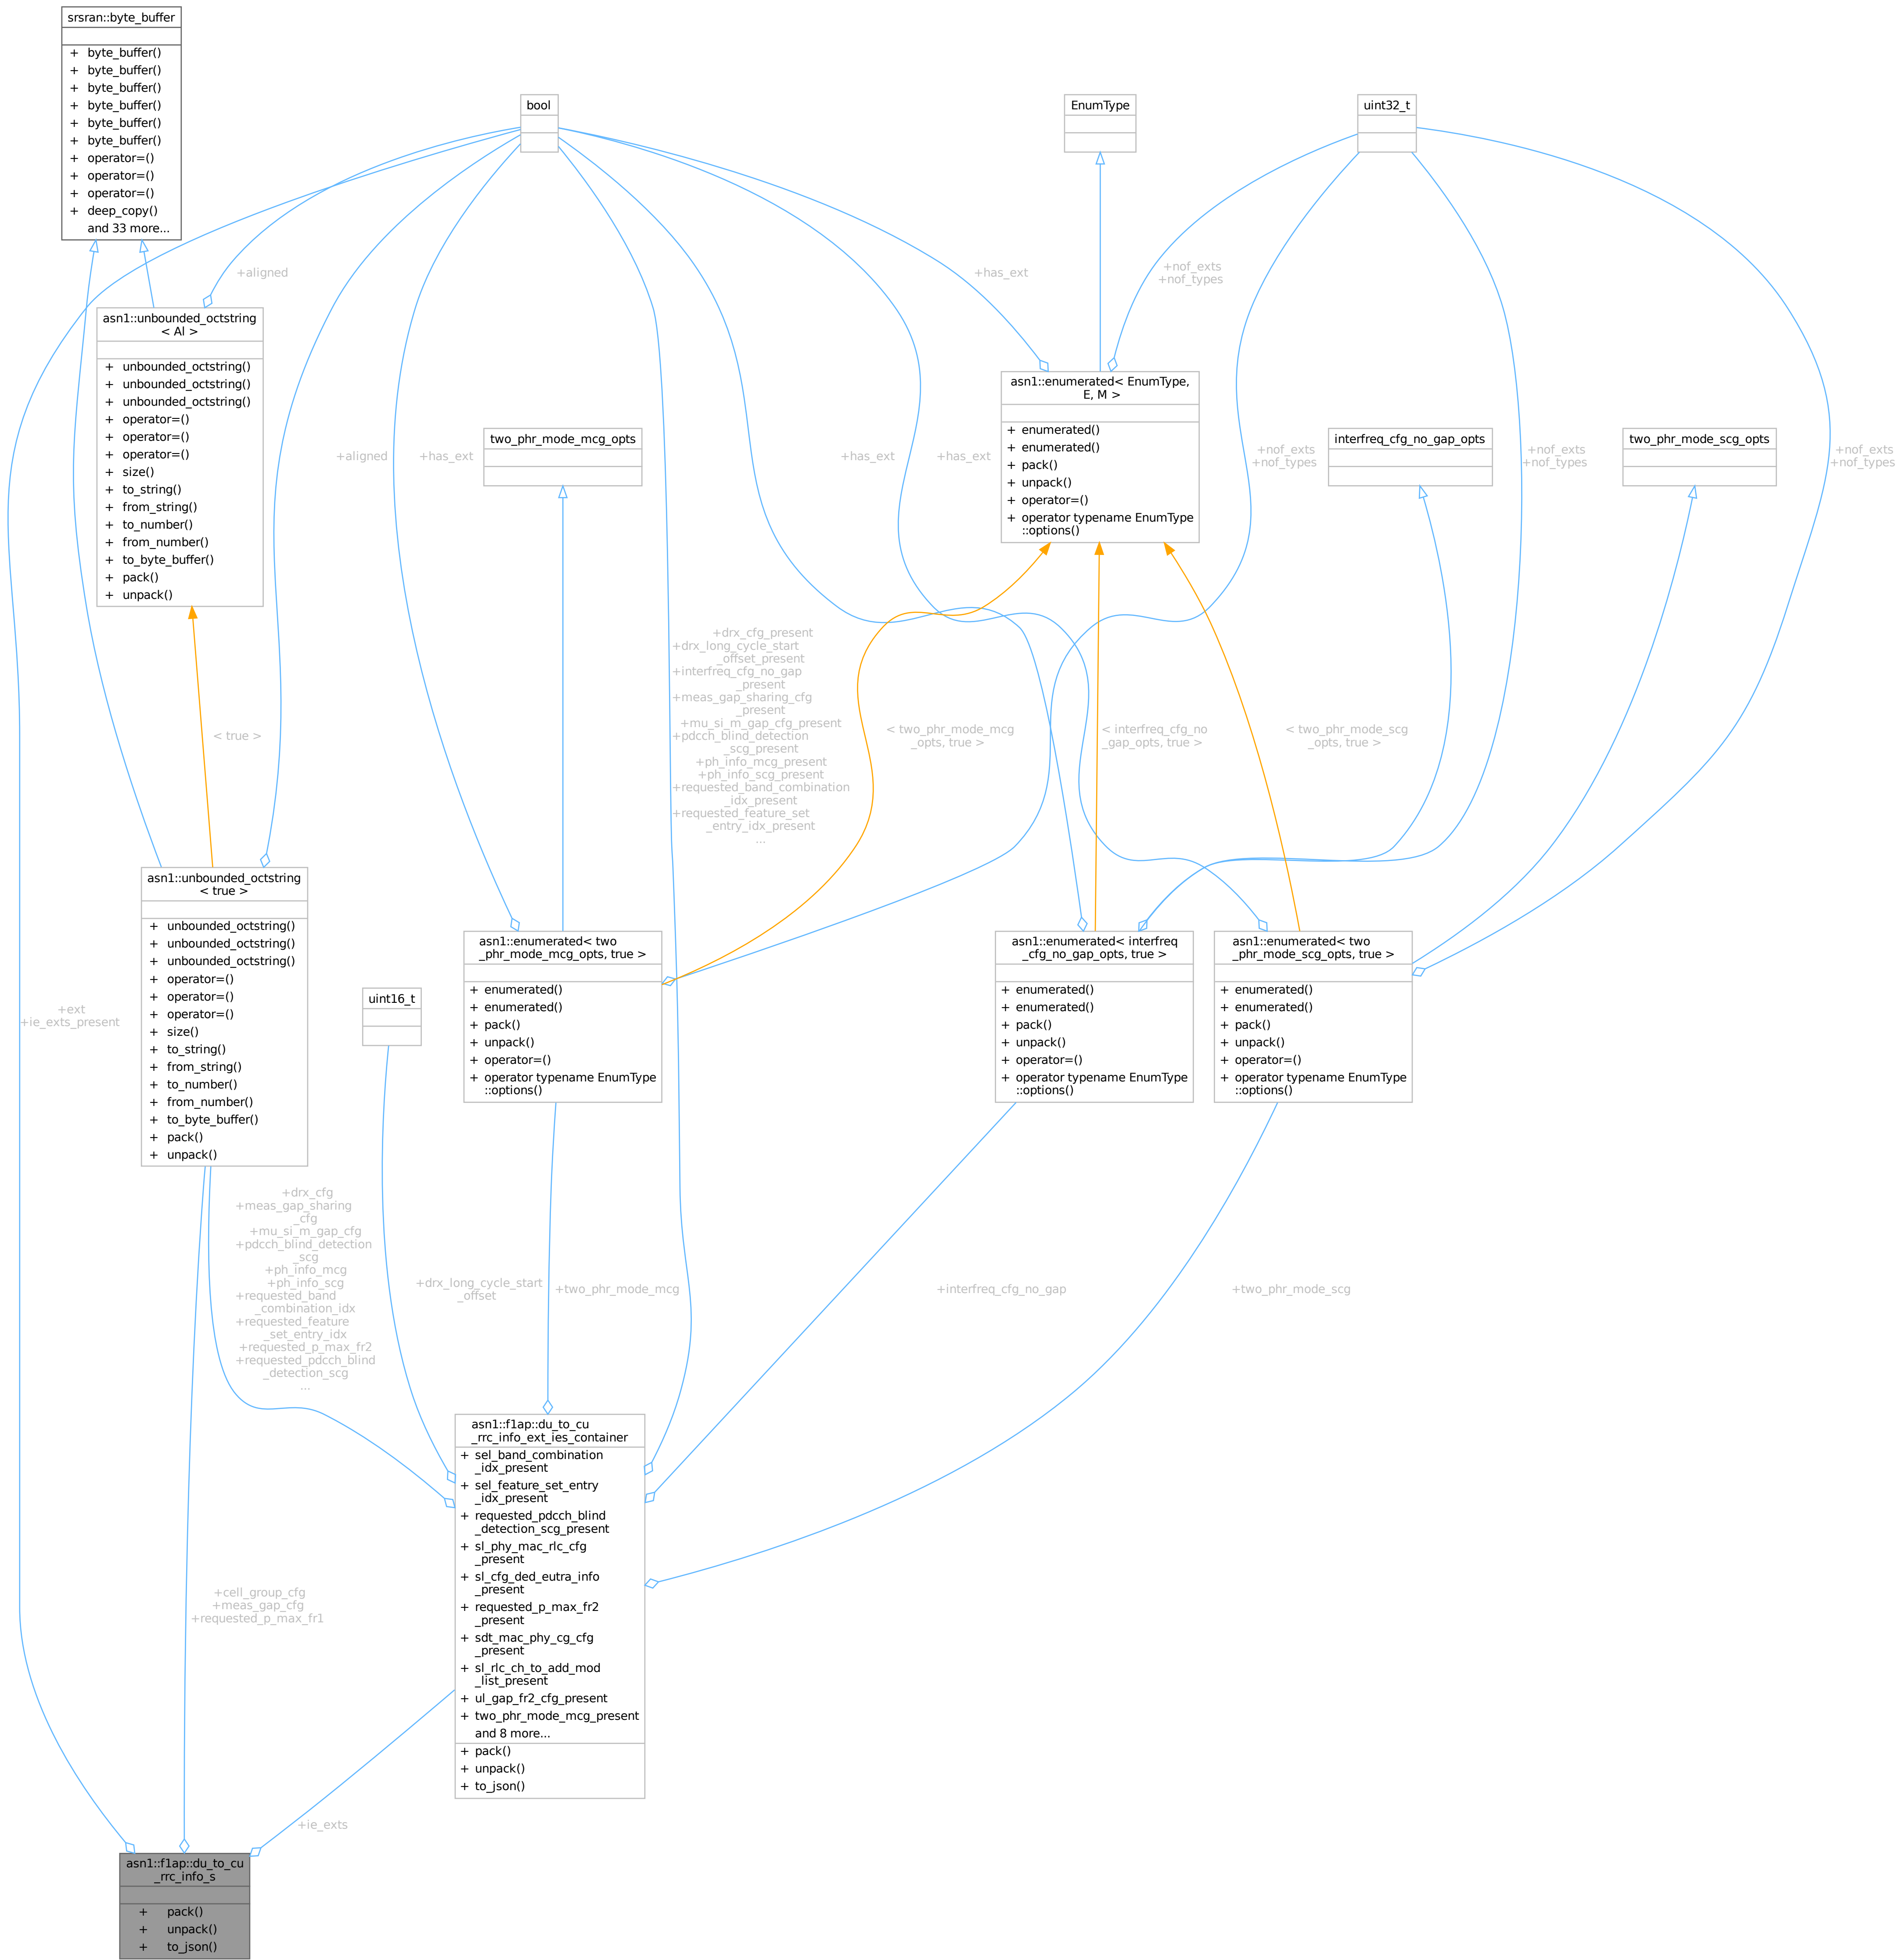 srsran::byte_buffer
+ byte_buffer()
+ byte_buffer()
+ byte_buffer()
+ byte_buffer()
+ byte_buffer()
+ byte_buffer()
+ operator=()
+ operator=()
+ operator=()
+ deep_copy()
and 33 more...
bool
EnumType
uint32_t
+aligned
+has_ext
+nof_exts
+nof_types
asn1::unbounded_octstring
< Al >
+ unbounded_octstring()
+ unbounded_octstring()
+ unbounded_octstring()
+ operator=()
+ operator=()
+ operator=()
+ size()
+ to_string()
+ from_string()
+ to_number()
+ from_number()
+ to_byte_buffer()
+ pack()
+ unpack()
asn1::enumerated< EnumType,
E, M >
+ enumerated()
+ enumerated()
+ pack()
+ unpack()
+ operator=()
+ operator typename EnumType
::options()
+aligned
+has_ext
two_phr_mode_mcg_opts
+has_ext
+has_ext
+nof_exts
+nof_types
interfreq_cfg_no_gap_opts
+nof_exts
+nof_types
two_phr_mode_scg_opts
+nof_exts
+nof_types
< true >
+drx_cfg_present
+drx_long_cycle_start
_offset_present
+interfreq_cfg_no_gap
_present
+meas_gap_sharing_cfg
_present
+mu_si_m_gap_cfg_present
+pdcch_blind_detection
_scg_present
+ph_info_mcg_present
+ph_info_scg_present
+requested_band_combination
_idx_present
+requested_feature_set
_entry_idx_present
...
< two_phr_mode_mcg
_opts, true >
< interfreq_cfg_no
_gap_opts, true >
< two_phr_mode_scg
_opts, true >
asn1::unbounded_octstring
< true >
+ unbounded_octstring()
+ unbounded_octstring()
+ unbounded_octstring()
+ operator=()
+ operator=()
+ operator=()
+ size()
+ to_string()
+ from_string()
+ to_number()
+ from_number()
+ to_byte_buffer()
+ pack()
+ unpack()
asn1::enumerated< two
_phr_mode_mcg_opts, true >
+ enumerated()
+ enumerated()
+ pack()
+ unpack()
+ operator=()
+ operator typename EnumType
::options()
asn1::enumerated< interfreq
_cfg_no_gap_opts, true >
+ enumerated()
+ enumerated()
+ pack()
+ unpack()
+ operator=()
+ operator typename EnumType
::options()
asn1::enumerated< two
_phr_mode_scg_opts, true >
+ enumerated()
+ enumerated()
+ pack()
+ unpack()
+ operator=()
+ operator typename EnumType
::options()
uint16_t
+ext
+ie_exts_present
+drx_cfg
+meas_gap_sharing
_cfg
+mu_si_m_gap_cfg
+pdcch_blind_detection
_scg
+ph_info_mcg
+ph_info_scg
+requested_band
_combination_idx
+requested_feature
_set_entry_idx
+requested_p_max_fr2
+requested_pdcch_blind
_detection_scg
...
+drx_long_cycle_start
_offset
+two_phr_mode_mcg
+interfreq_cfg_no_gap
+two_phr_mode_scg
asn1::f1ap::du_to_cu
_rrc_info_ext_ies_container
+ sel_band_combination
_idx_present
+ sel_feature_set_entry
_idx_present
+ requested_pdcch_blind
_detection_scg_present
+ sl_phy_mac_rlc_cfg
_present
+ sl_cfg_ded_eutra_info
_present
+ requested_p_max_fr2
_present
+ sdt_mac_phy_cg_cfg
_present
+ sl_rlc_ch_to_add_mod
_list_present
+ ul_gap_fr2_cfg_present
+ two_phr_mode_mcg_present
and 8 more...
+ pack()
+ unpack()
+ to_json()
+cell_group_cfg
+meas_gap_cfg
+requested_p_max_fr1
+ie_exts
asn1::f1ap::du_to_cu
_rrc_info_s
+ pack()
+ unpack()
+ to_json()